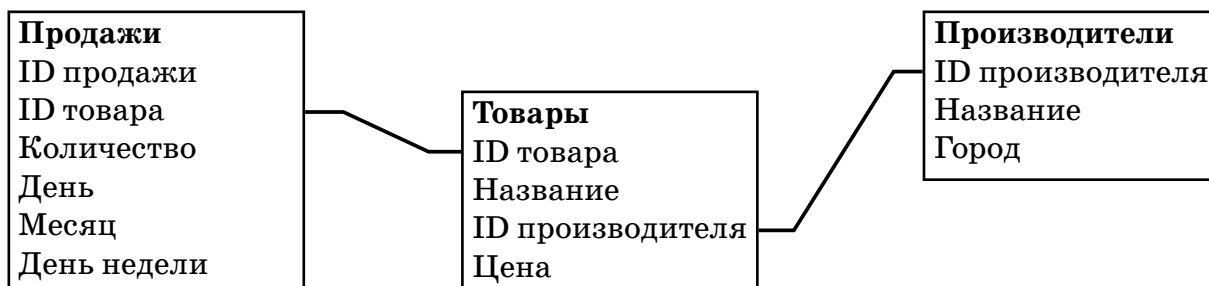 Продажи
ID продажи
ID товара
Количество
День
Месяц
День недели
Товары
ID товара
Название
ID производителя
Цена
Производители
ID производителя
Название
Город